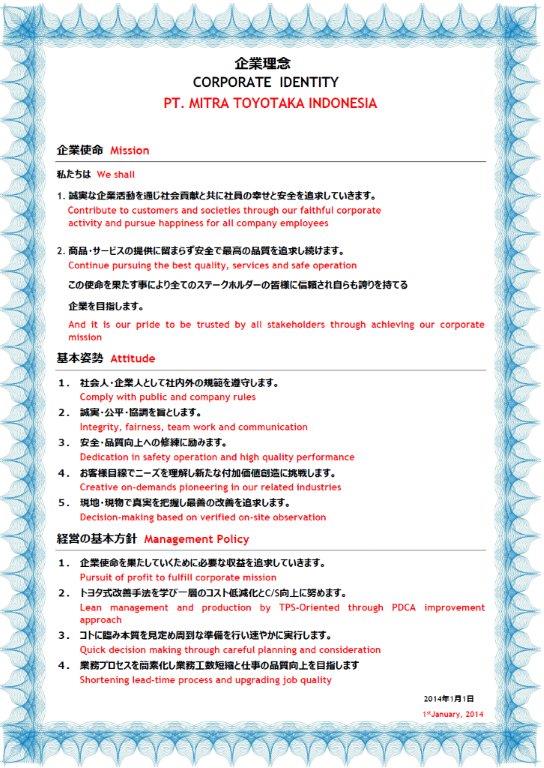 企業理念
CORPORATE IDENTITY
PT. MITRA TOYOTAKA INDONESIA
企業使命 Mission
私たちは We shall
1. 誠実な企業活動を通じ社会貢献と共に社員の幸せと安全を追求していきます。
Contribute to customers and societies through our faithful corporate
activity and pursue happiness for all company employees
2. 商品・サービスの提供に留まらず安全で最高の品質を追求し続けます。
Continue pursuing the best quality, services and safe operation
この使命を果たす事により全てのステークホルダーの皆様に信頼され自らも誇りを持てる
企業を目指します。
And it is our pride to be trusted by all stakeholders through achieving our corporate
mission
基本姿勢 Attitude
1. 社会人・企業人として社内外の規範を遵守します。
Comply with public and company rules
2. 誠実・公平・協調を旨とします。
Integrity, fairness, team work and communication
3. 安全・品質向上への修練に励みます。
Dedication in safety operation and high quality performance
4. お客様目線でニーズを理解し新たな付加価値創造に挑戦します。
Creative on-demands pioneering in our related industries
5. 現地・現物で真実を把握し最善の改善を追求します。
Decision-making based on verified on-site observation
経営の基本方針 Management Policy
1. 企業使命を果たしていくために必要な収益を追求していきます。
Pursuit of profit to fulfill corporate mission
2. トヨタ式改善手法を学び一層のコスト低減化とC/S向上に努めます。
Lean management and production by TPS-Oriented through PDCA improvement
approach
3. コトに臨み本質を見定め周到な準備を行い速やかに実行します。
Quick decision making through careful planning and consideration
4. 業務プロセスを簡素化し業務工数短縮と仕事の品質向上を目指します
Shortening lead-time process and upgrading job quality
2014年1月1日
1stJanuary, 2014